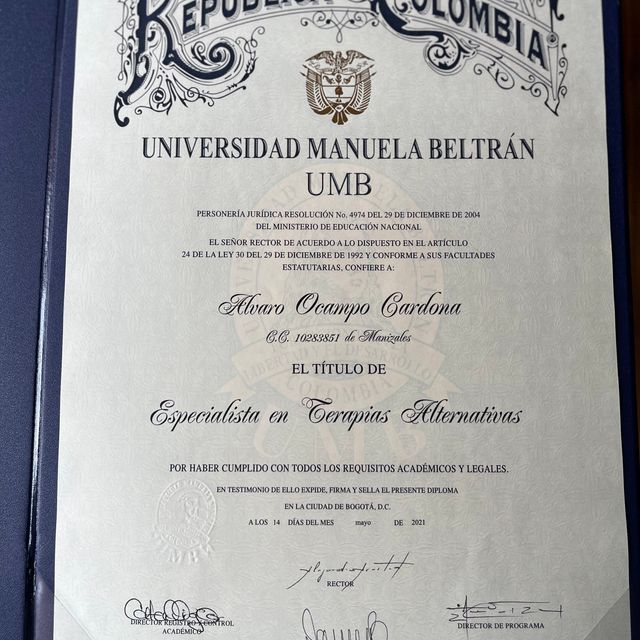 REPÚBLICA COLOMBIA
UNIVERSIDAD MANUELA BELTRÁN
UMB
PERSONERÍA JURÍDICA RESOLUCIÓN No. 4974 DEL 29 DE DICIEMBRE DE 2004
DEL MINISTERIO DE EDUCACIÓN NACIONAL
EL SEÑOR RECTOR DE ACUERDO A LO DISPUESTO EN EL ARTÍCULO
24 DE LA LEY 30 DEL 29 DE DICIEMBRE DE 1992 Y CONFORME A SUS FACULTADES
ESTATUTARIAS, CONFIERE A:
Alvaro Ocampo Cardona
C.C. 10283851 de Manizales
EL TÍTULO DE
Especialista en Terapias Alternativas
POR HABER CUMPLIDO CON TODOS LOS REQUISITOS ACADÉMICOS Y LEGALES.
EN TESTIMONIO DE ELLO EXPIDE, FIRMA Y SELLA EL PRESENTE DIPLOMA
EN LA CIUDAD DE BOGOTÁ, D.C.
A LOS 14 DÍAS DEL MES mayo DE 2021
RECTOR
DIRECTOR REGISTRO Y CONTROL
ACADÉMICO
DIRECTOR DE PROGRAMA
LIBERTAD Y DESARROLLO
COLOMBIA
UMB
UMB